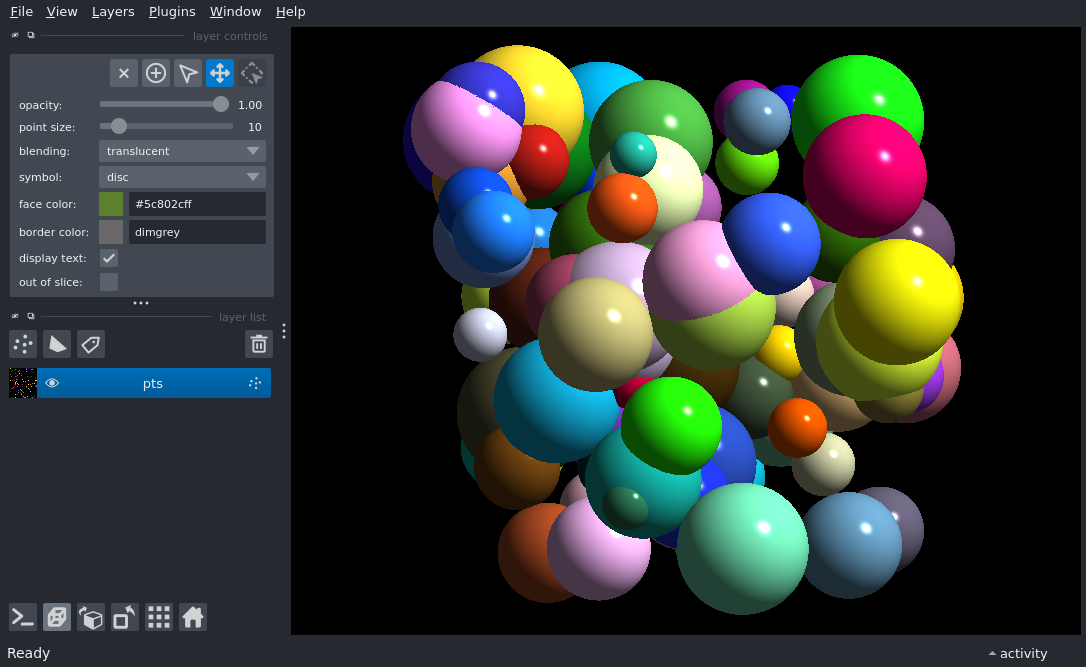 File View Layers Plugins Window Help
layer controls
opacity: 1.00
point size: 10
blending: translucent
symbol: disc
face color: #5c802cff
border color: dimgrey
display text:
out of slice:
layer list
pts
Ready
activity